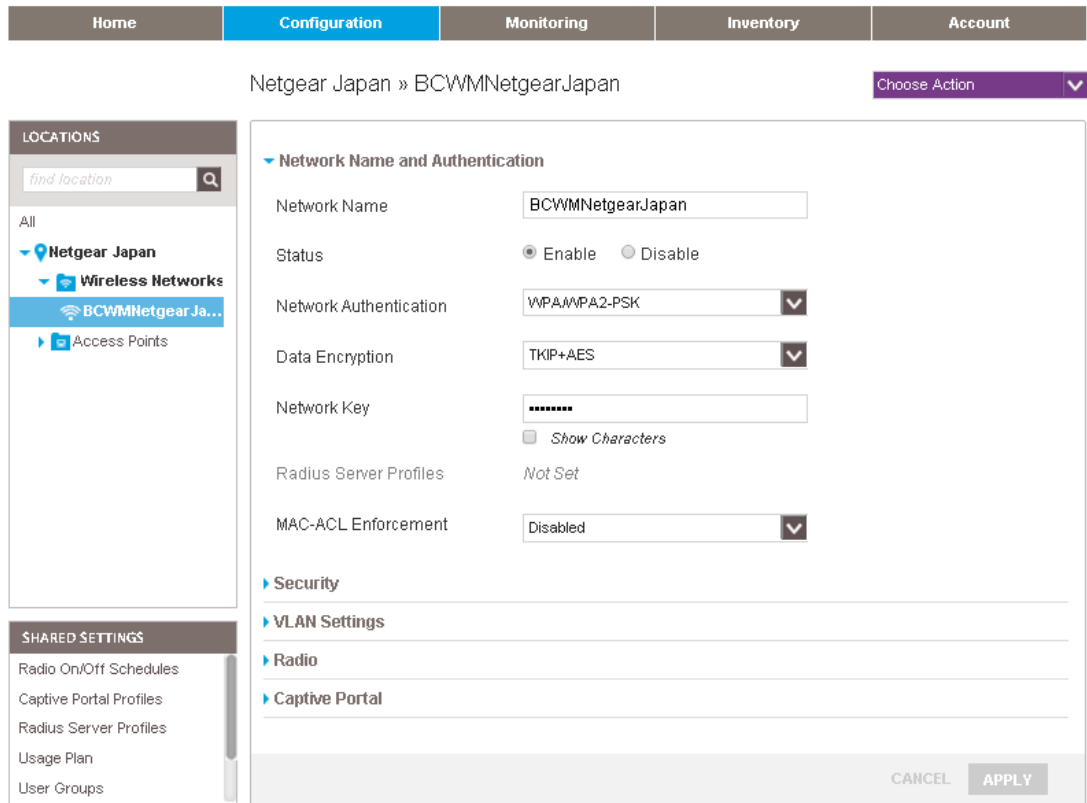 Home Configuration Monitoring Inventory Account
Netgear Japan » BCWMNetgearJapan
Choose Action
LOCATIONS
find location
All
Netgear Japan
Wireless Networks
BCWMNetgearJa...
Access Points
SHARED SETTINGS
Radio On/Off Schedules
Captive Portal Profiles
Radius Server Profiles
Usage Plan
User Groups
Network Name and Authentication
Network Name BCWMNetgearJapan
Status Enable Disable
Network Authentication WPA/WPA2-PSK
Data Encryption TKIP+AES
Network Key ••••••••
Show Characters
Radius Server Profiles Not Set
MAC-ACL Enforcement Disabled
Security
VLAN Settings
Radio
Captive Portal
CANCEL APPLY